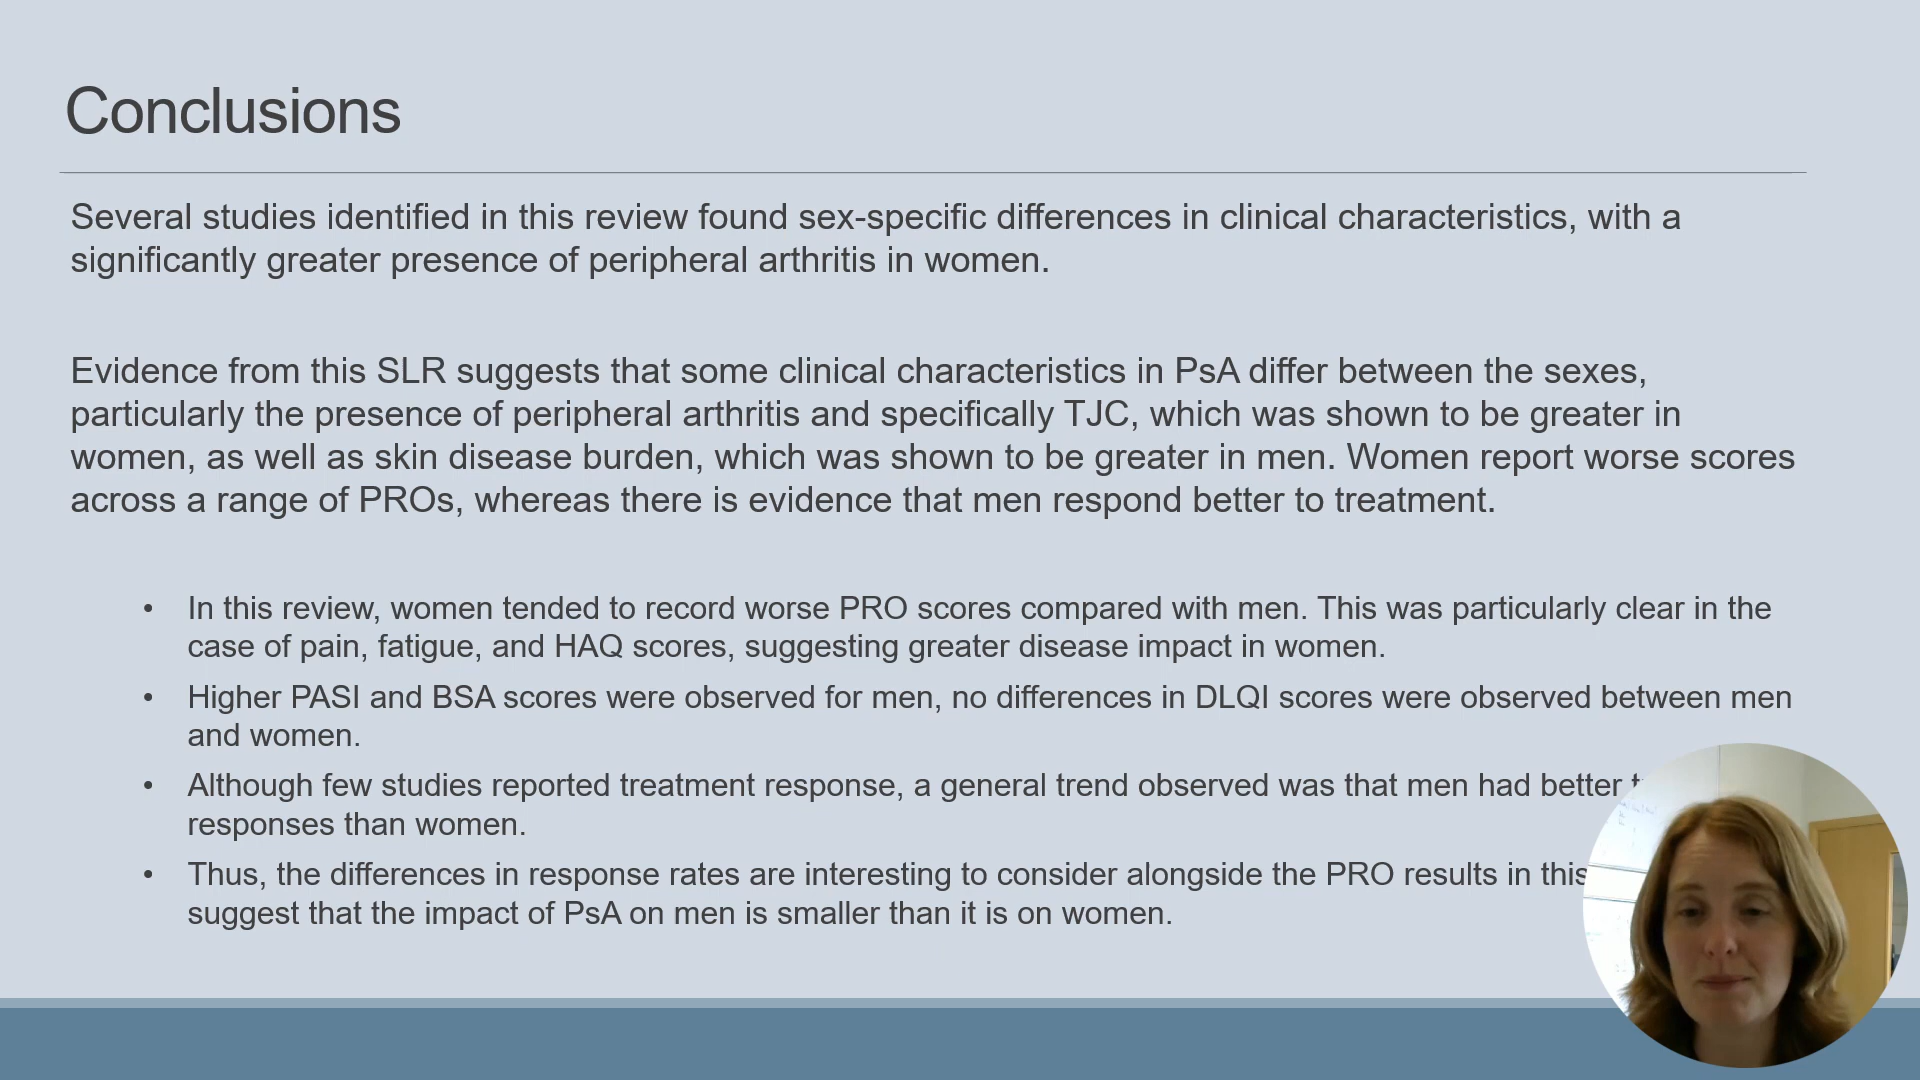 Conclusions
Several studies identified in this review found sex-specific differences in clinical characteristics, with a
significantly greater presence of peripheral arthritis in women.
Evidence from this SLR suggests that some clinical characteristics in PsA differ between the sexes,
particularly the presence of peripheral arthritis and specifically TJC, which was shown to be greater in
women, as well as skin disease burden, which was shown to be greater in men. Women report worse scores
across a range of PROs, whereas there is evidence that men respond better to treatment.
• In this review, women tended to record worse PRO scores compared with men. This was particularly clear in the
case of pain, fatigue, and HAQ scores, suggesting greater disease impact in women.
• Higher PASI and BSA scores were observed for men, no differences in DLQI scores were observed between men
and women.
• Although few studies reported treatment response, a general trend observed was that men had better
responses than women.
• Thus, the differences in response rates are interesting to consider alongside the PRO results in this
suggest that the impact of PsA on men is smaller than it is on women.